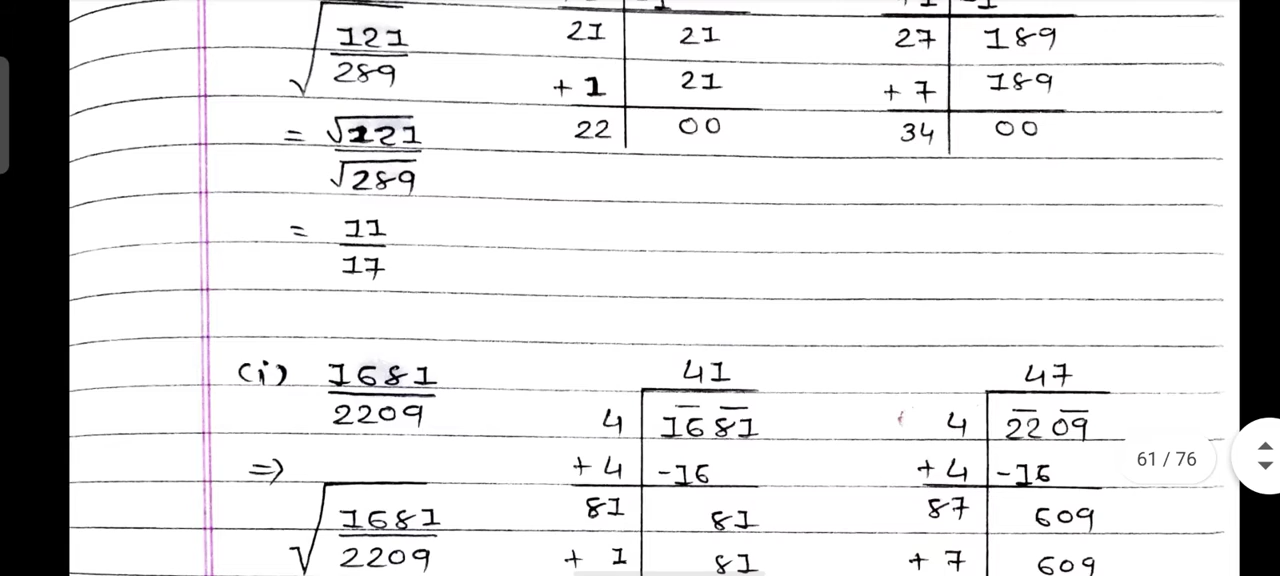 21 21 27 189
√121/289 + 1 21 + 7 189
22 00 34 00
= √121/√289
= 11/17
41 47
(i) 1681/2209 4 1681 4 2209
=> + 4 -16 + 4 -16
61 / 76
√1681/2209 81 81 87 609
+ 1 81 + 7 609